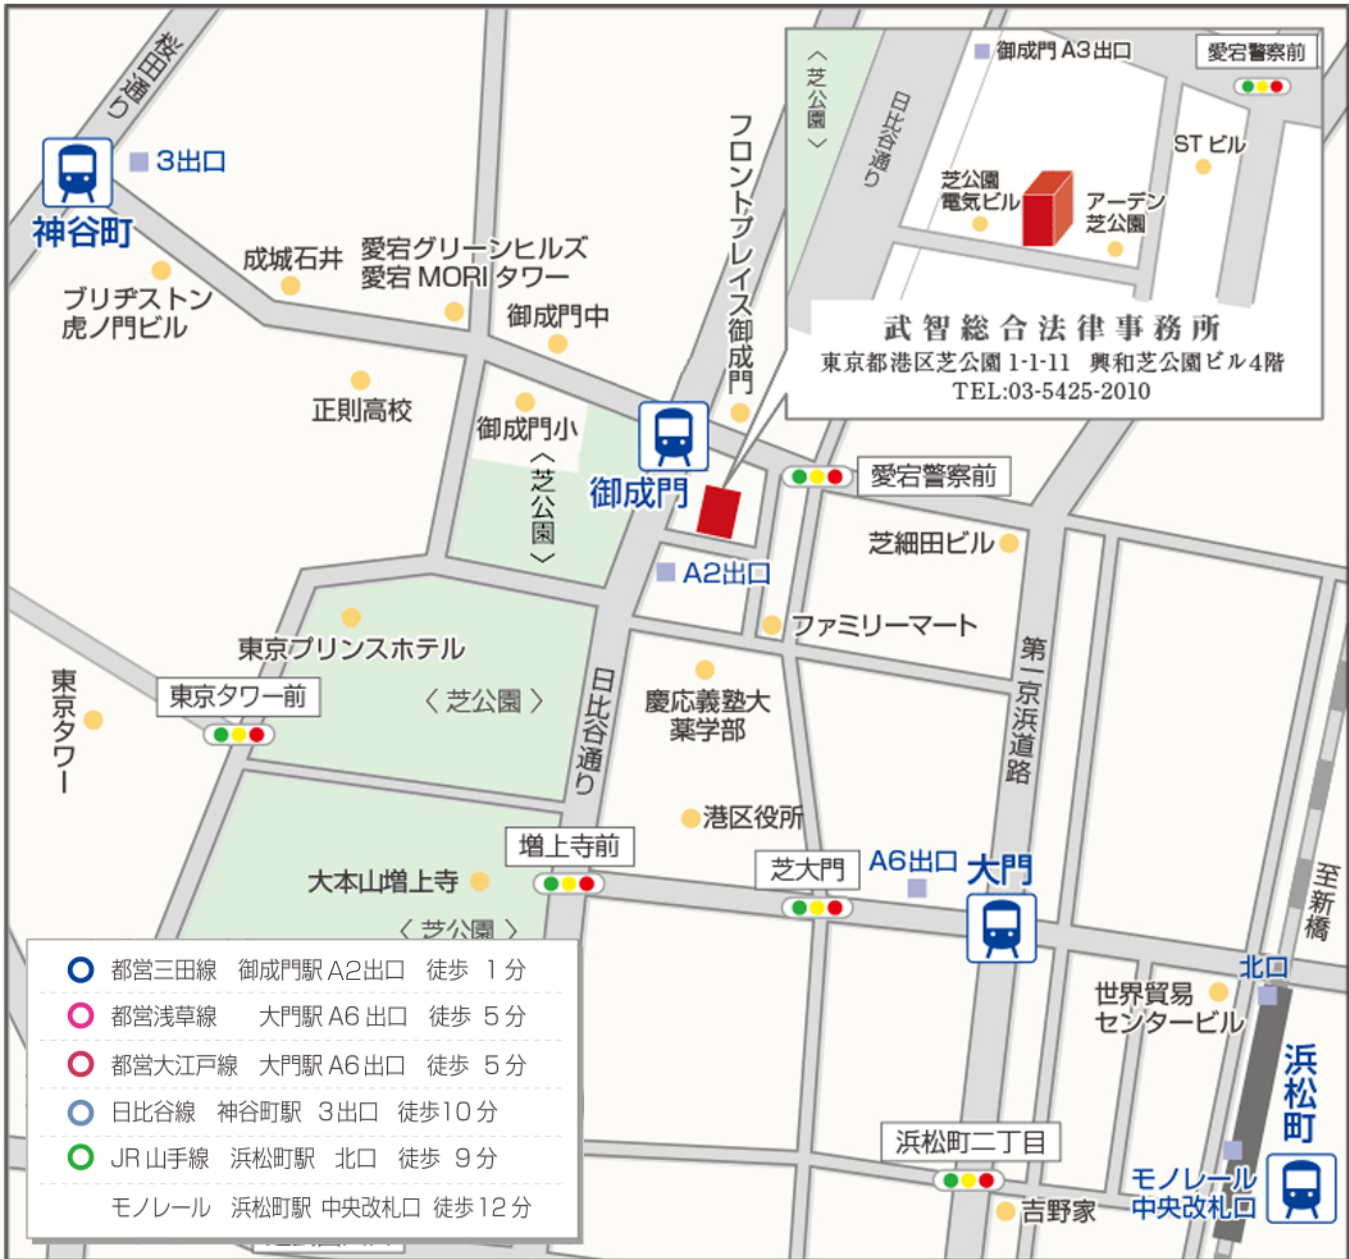 桜田通り
3出口
神谷町
ブリヂストン
虎ノ門ビル
成城石井
愛宕グリーンヒルズ
愛宕 MORI タワー
御成門中
正則高校
御成門小
〈芝公園〉
フロントプレイス御成門
御成門
〈芝公園〉
日比谷通り
御成門 A3 出口
愛宕警察前
ST ビル
芝公園
電気ビル
アーデン
芝公園
武智総合法律事務所
東京都港区芝公園 1-1-11 興和芝公園ビル4階
TEL:03-5425-2010
愛宕警察前
芝細田ビル
A2出口
ファミリーマート
東京プリンスホテル
〈 芝公園 〉
東京タワー前
東京タワー
日比谷通り
慶応義塾大
薬学部
第一京浜道路
港区役所
増上寺前
芝大門
A6出口
大門
大本山増上寺
〈 芝公園 〉
至新橋
北口
世界貿易
センタービル
浜松町
モノレール
中央改札口
浜松町二丁目
吉野家
都営三田線 御成門駅 A2出口 徒歩 1 分
都営浅草線 大門駅 A6 出口 徒歩 5 分
都営大江戸線 大門駅 A6 出口 徒歩 5 分
日比谷線 神谷町駅 3出口 徒歩10 分
JR 山手線 浜松町駅 北口 徒歩 9 分
モノレール 浜松町駅 中央改札口 徒歩12 分